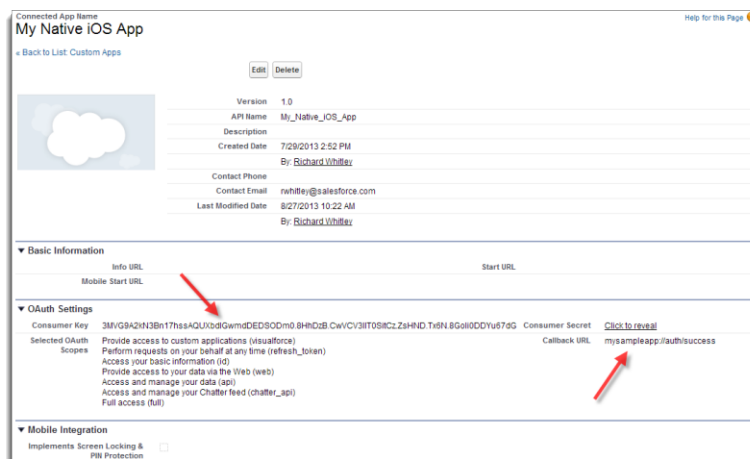 Connected App Name
My Native iOS App
Help for this Page
« Back to List: Custom Apps
Edit Delete
Version 1.0
API Name My_Native_iOS_App
Description
Created Date 7/29/2013 2:52 PM
By: Richard Whitley
Contact Phone
Contact Email rwhitley@salesforce.com
Last Modified Date 8/27/2013 10:22 AM
By: Richard Whitley
Basic Information
Info URL Start URL
Mobile Start URL
OAuth Settings
Consumer Key Consumer Secret Click to reveal
Selected OAuth Scopes Provide access to custom applications (visualforce) Callback URL mysampleapp://auth/success
Perform requests on your behalf at any time (refresh_token)
Access your basic information (id)
Provide access to your data via the Web (web)
Access and manage your data (api)
Access and manage your Chatter feed (chatter_api)
Full access (full)
Mobile Integration
Implements Screen Locking &
PIN Protection